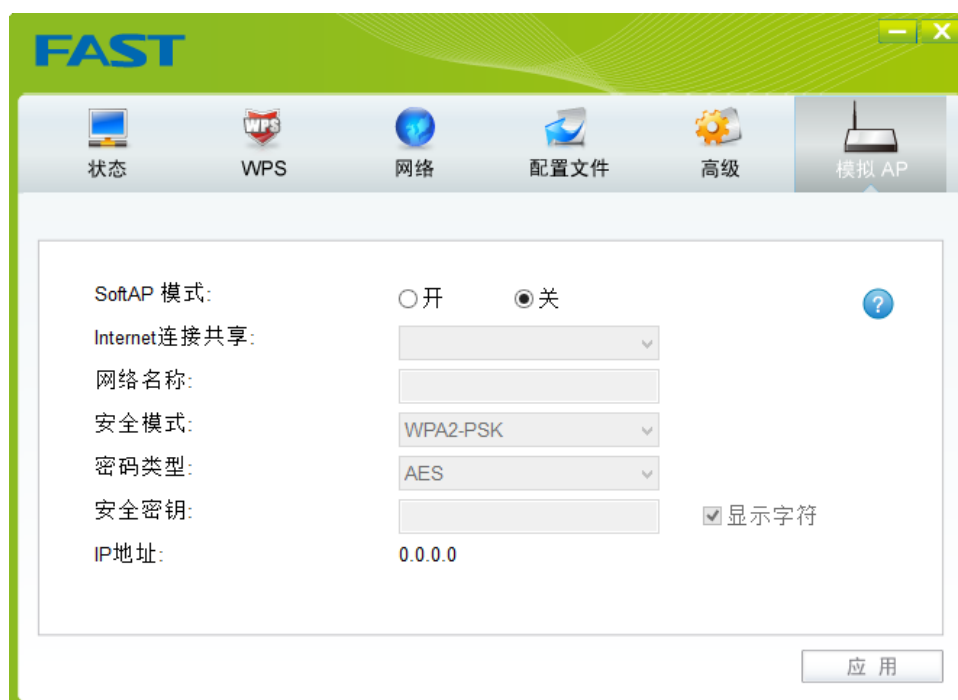 FAST
状态
WPS
WPS
网络
配置文件
高级
模拟 AP
SoftAP 模式:
开
关
?
Internet连接共享:
网络名称:
安全模式:
WPA2-PSK
密码类型:
AES
安全密钥:
显示字符
IP地址:
0.0.0.0
应 用